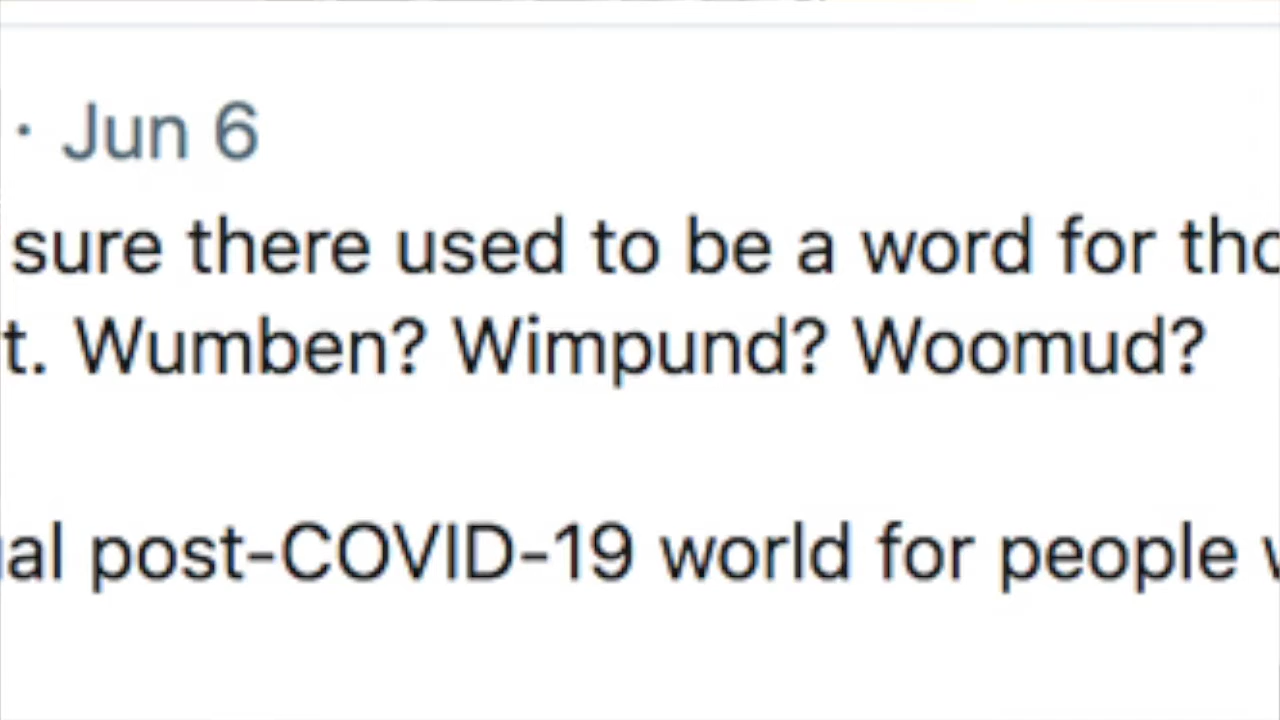 · Jun 6
sure there used to be a word for tho
t. Wumben? Wimpund? Woomud?
al post-COVID-19 world for people